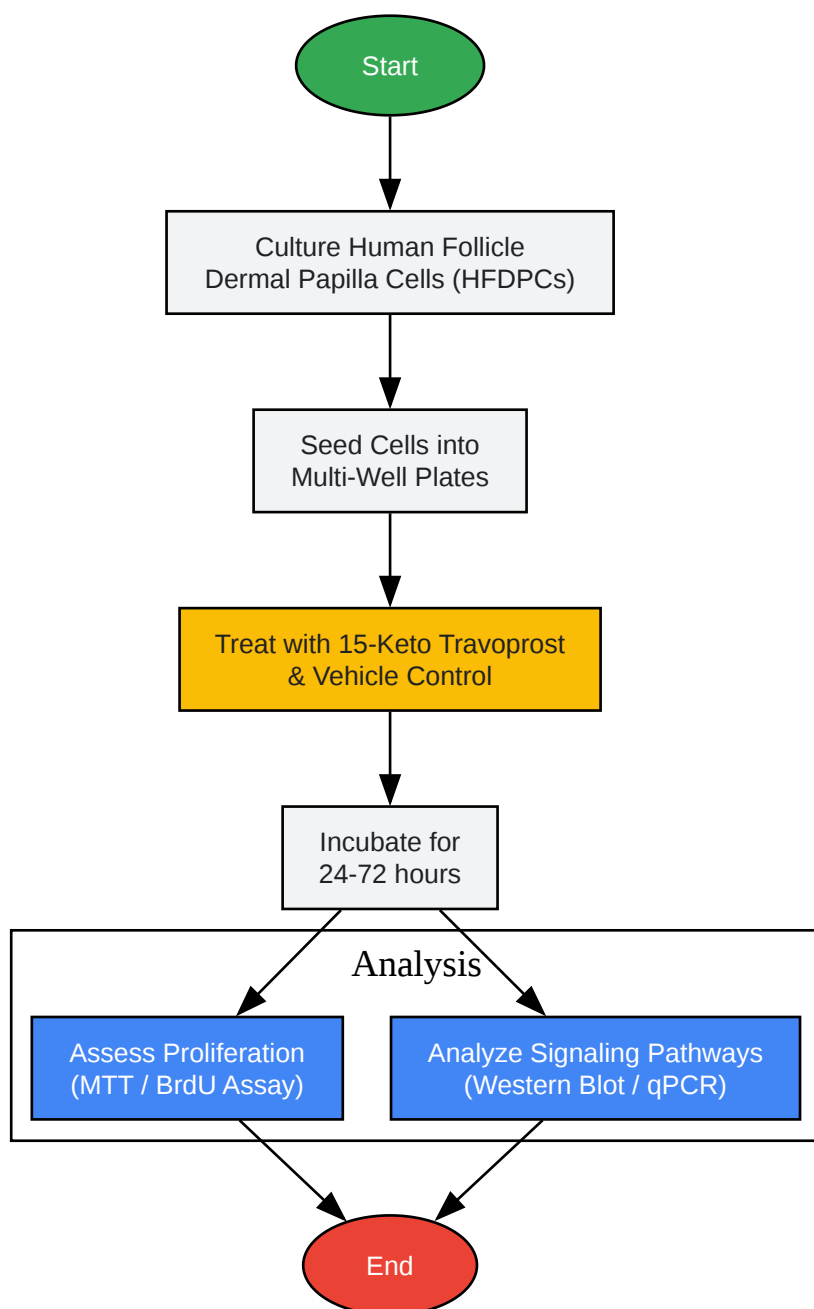 Start
Culture Human Follicle
Dermal Papilla Cells (HFDPCs)
Seed Cells into
Multi-Well Plates
Treat with 15-Keto Travoprost
& Vehicle Control
Incubate for
24-72 hours
Analysis
Assess Proliferation
(MTT / BrdU Assay)
Analyze Signaling Pathways
(Western Blot / qPCR)
End